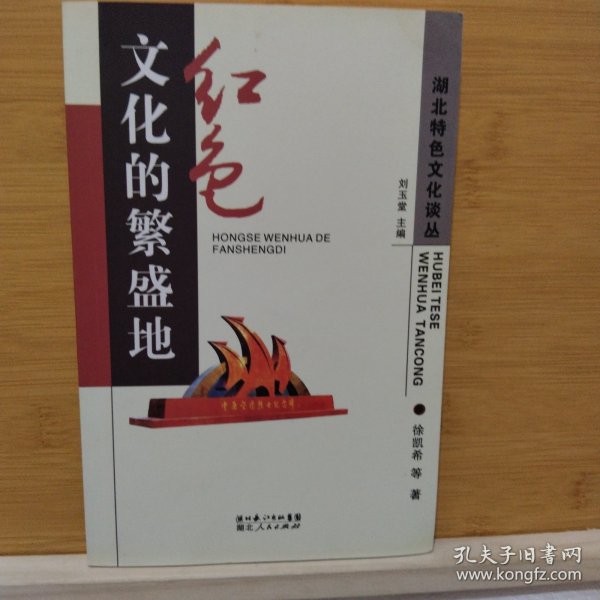 红色
文化的繁盛地
HONGSE WENHUA DE
FANSHENGDI
湖北特色文化谈丛
刘玉堂 主编
HUBEI TESE
WENHUA TANCONG
徐凯希 等 著
湖北长江出版集团
湖北人民出版社
孔夫子旧书网
www.kongfz.com